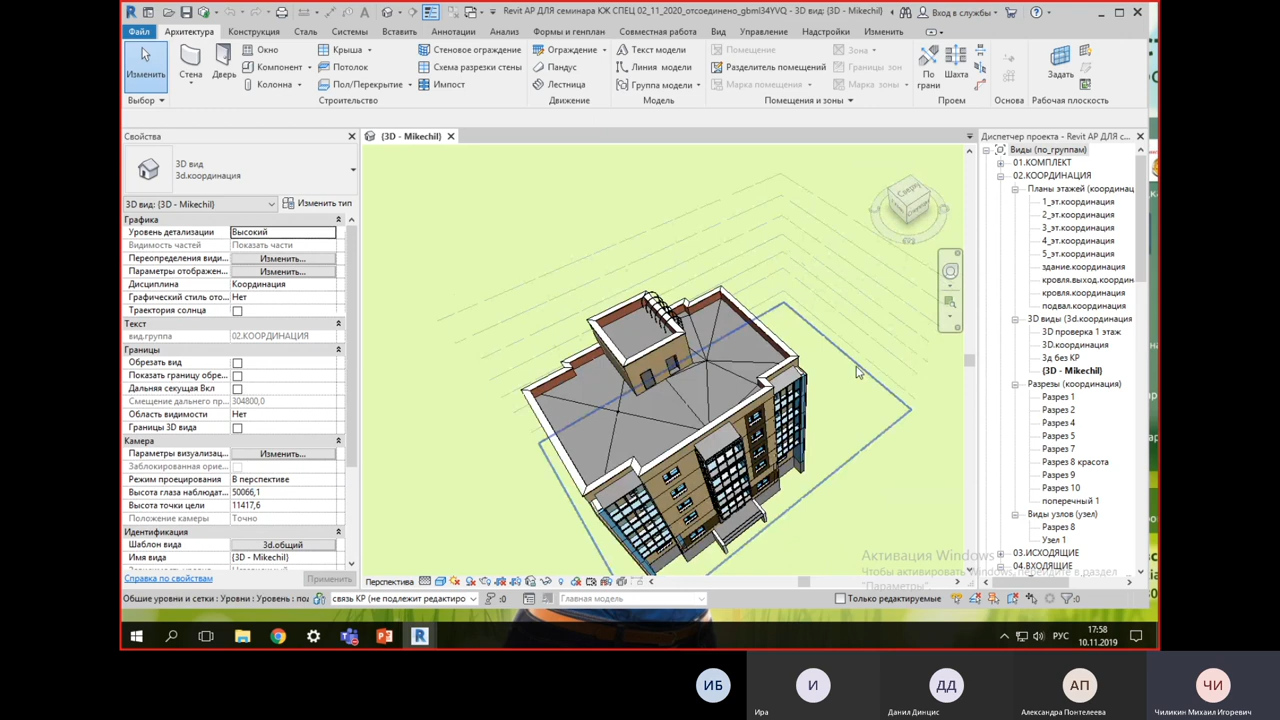 Revit АР ДЛЯ семинара КЖ СПЕЦ 02_11_2020_отсоединено_gbml34YVQ - 3D вид: {3D - Mikechil}
Вход в службы
Файл Архитектура Конструкция Сталь Системы Вставить Аннотации Анализ Формы и генплан Совместная работа Вид Управление Надстройки Изменить
Изменить
Стена
Дверь
Окно
Компонент
Колонна
Крыша
Потолок
Пол/Перекрытие
Стеновое ограждение
Схема разрезки стены
Импост
Ограждение
Пандус
Лестница
Текст модели
Линия модели
Группа модели
Помещение
Разделитель помещений
Марка помещения
Зона
Границы зон
Марка зоны
По грани
Шахта
Задать
Выбор
Строительство
Движение
Модель
Помещения и зоны
Проем
Основа
Рабочая плоскость
Свойства
3D вид
3d.координация
3D вид: {3D - Mikechil}
Изменить тип
Графика
Уровень детализации Высокий
Видимость частей Показать части
Переопределения види... Изменить...
Параметры отображен... Изменить...
Дисциплина Координация
Графический стиль ото... Нет
Траектория солнца
Текст
вид.группа 02.КООРДИНАЦИЯ
Границы
Обрезать вид
Показать границу обре...
Дальняя секущая Вкл
Смещение дальнего пр... 304800,0
Область видимости Нет
Границы 3D вида
Камера
Параметры визуализац... Изменить...
Заблокированная орие...
Режим проецирования В перспективе
Высота глаза наблюдат... 50066,1
Высота точки цели 11417,6
Положение камеры Точно
Идентификация
Шаблон вида 3d.общий
Имя вида {3D - Mikechil}
Справка по свойствам
Применить
{3D - Mikechil}
Сверху
Активация Windows
Чтобы активировать Windows, перейдите в раздел
"Параметры"
Перспектива
Диспетчер проекта - Revit АР ДЛЯ с...
Виды (по_группам)
01.КОМПЛЕКТ
02.КООРДИНАЦИЯ
Планы этажей (координац
1_эт.координация
2_эт.координация
3_эт.координация
4_эт.координация
5_эт.координация
здание.координация
кровля.выход.координ
кровля.координация
подвал.координация
3D виды (3d.координация
3D проверка 1 этаж
3D.координация
3д без КР
{3D - Mikechil}
Разрезы (координация)
Разрез 1
Разрез 2
Разрез 4
Разрез 5
Разрез 7
Разрез 8 красота
Разрез 9
Разрез 10
поперечный 1
Виды узлов (узел)
Разрез 8
Узел 1
03.ИСХОДЯЩИЕ
04.ВХОДЯЩИЕ
Общие уровни и сетки : Уровни : Уровень : по
связь КР (не подлежит редактиро
:0
Главная модель
Только редактируемые
:0
РУС
17:58
10.11.2019
ИБ
И
ДД
АП
ЧИ
Ира
Данил Динцис
Александра Понтелеева
Чиликин Михаил Игоревич